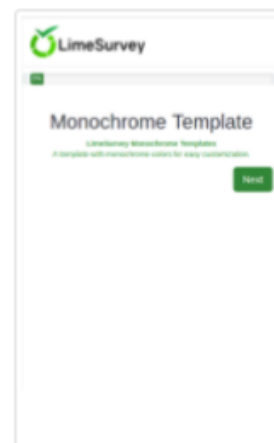 LimeSurvey
Monochrome Template
LimeSurvey Monochrome Templates
A template with monochrome colors for easy customization.
Next